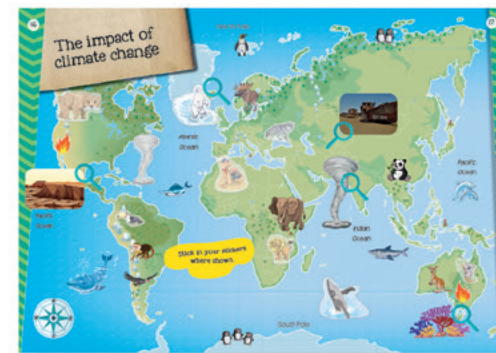 The impact of
climate change
Atlantic
Ocean
Pacific
Ocean
Stick in your stickers
where shown.
Indian
Ocean
South Pole